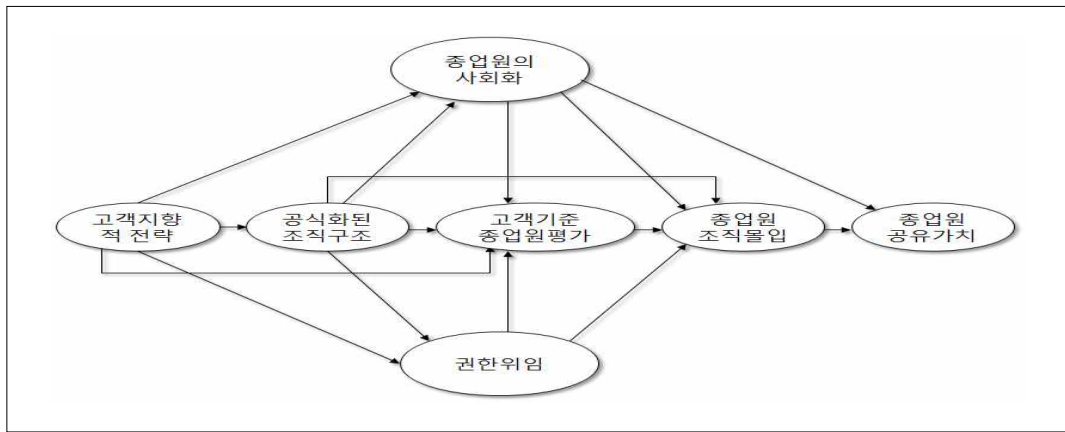 종업원의
사회화
고객지향
적 전략
공식화된
조직구조
고객기준
종업원평가
종업원
조직몰입
종업원
공유가치
권한위임